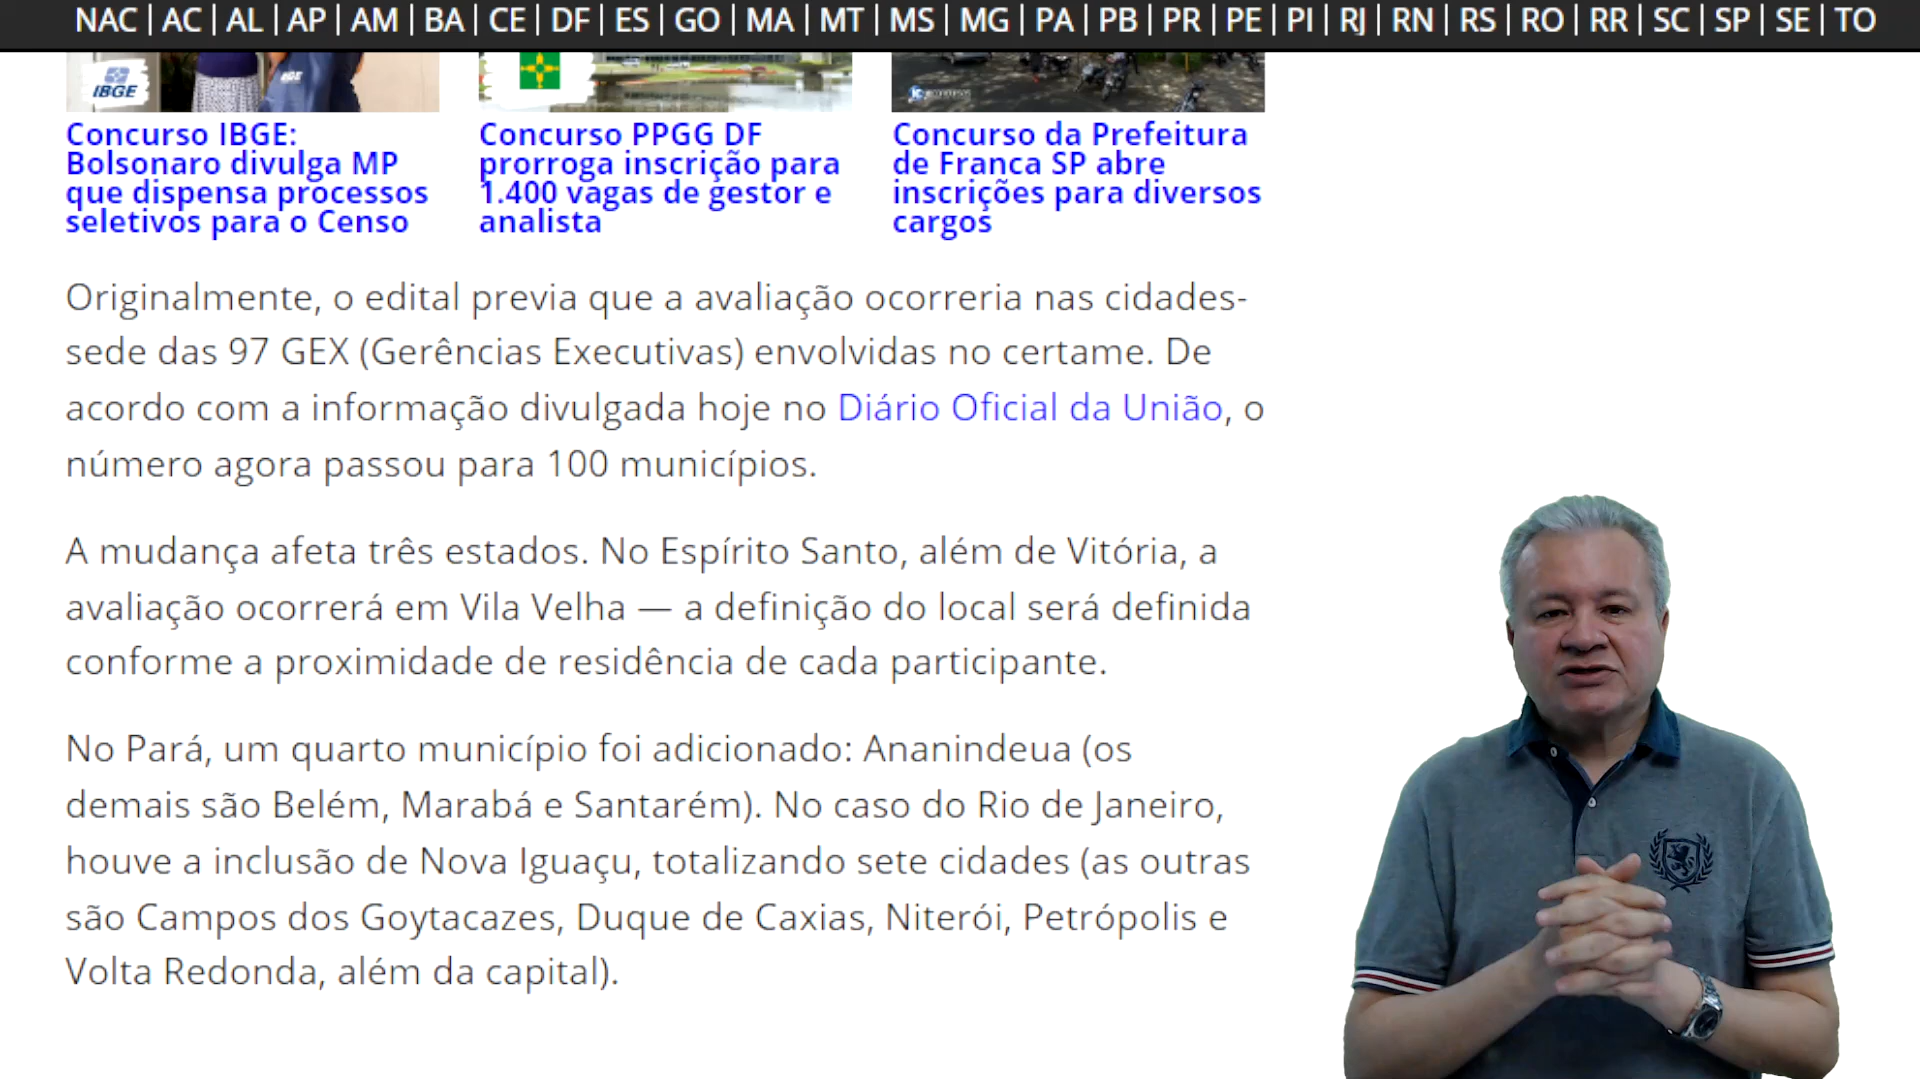 NAC | AC | AL | AP | AM | BA | CE | DF | ES | GO | MA | MT | MS | MG | PA | PB | PR | PE | PI | RJ | RN | RS | RO | RR | SC | SP | SE | TO
IBGE
IBGE
Concurso IBGE:
Bolsonaro divulga MP
que dispensa processos
seletivos para o Censo
Concurso PPGG DF
prorroga inscrição para
1.400 vagas de gestor e
analista
Concurso da Prefeitura
de Franca SP abre
inscrições para diversos
cargos
Originalmente, o edital previa que a avaliação ocorreria nas cidades-
sede das 97 GEX (Gerências Executivas) envolvidas no certame. De
acordo com a informação divulgada hoje no Diário Oficial da União, o
número agora passou para 100 municípios.
A mudança afeta três estados. No Espírito Santo, além de Vitória, a
avaliação ocorrerá em Vila Velha — a definição do local será definida
conforme a proximidade de residência de cada participante.
No Pará, um quarto município foi adicionado: Ananindeua (os
demais são Belém, Marabá e Santarém). No caso do Rio de Janeiro,
houve a inclusão de Nova Iguaçu, totalizando sete cidades (as outras
são Campos dos Goytacazes, Duque de Caxias, Niterói, Petrópolis e
Volta Redonda, além da capital).